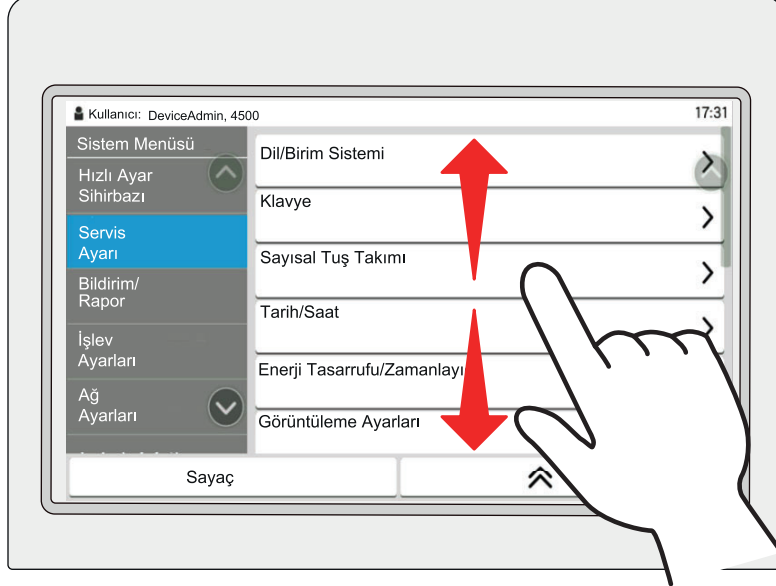 Kullanıcı: DeviceAdmin, 4500
17:31
Sistem Menüsü
Hızlı Ayar
Sihirbazı
Servis
Ayarı
Bildirim/
Rapor
İşlev
Ayarları
Ağ
Ayarları
Dil/Birim Sistemi
Klavye
Sayısal Tuş Takımı
Tarih/Saat
Enerji Tasarrufu/Zamanlayı
Görüntüleme Ayarları
Sayaç